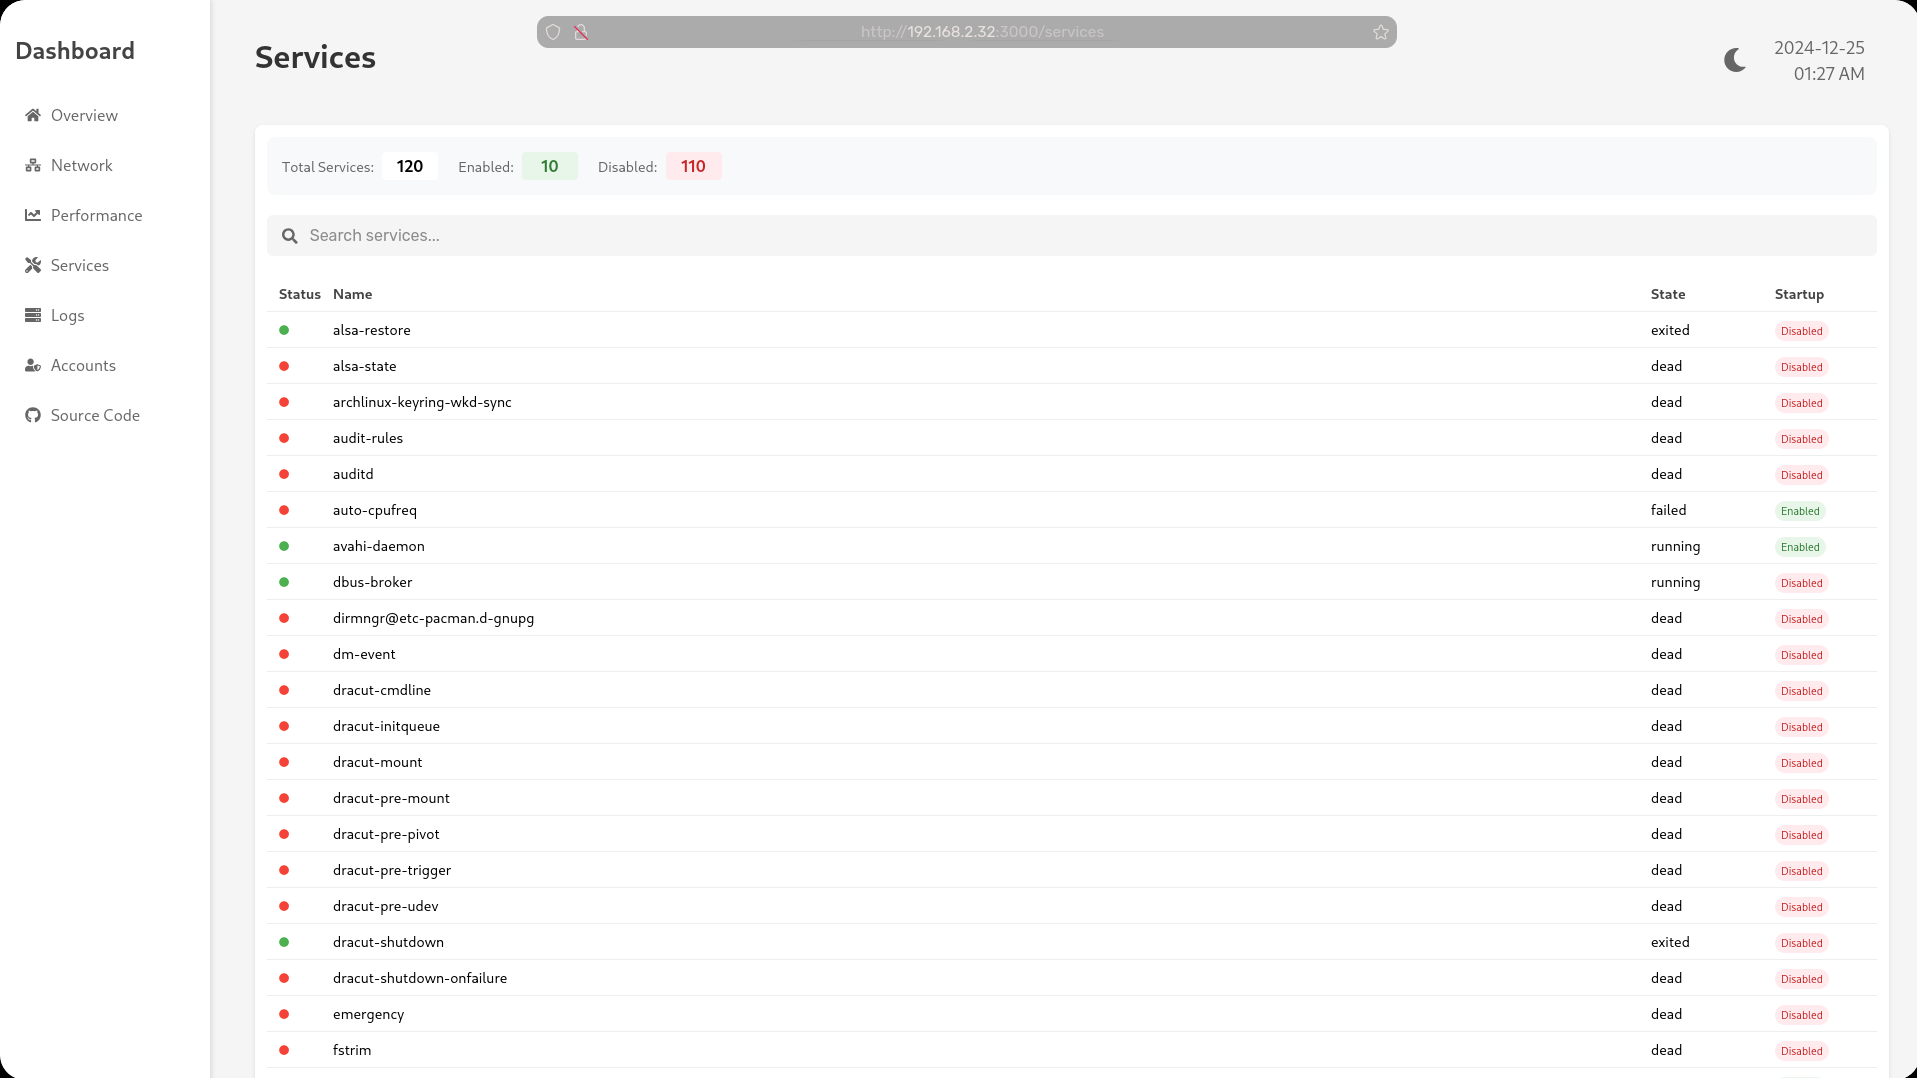 Dashboard
Overview
Network
Performance
Services
Logs
Accounts
Source Code
http://192.168.2.32:3000/services
Services
2024-12-25
01:27 AM
Total Services: 120 Enabled: 10 Disabled: 110
Search services...
Status Name State Startup
alsa-restore exited Disabled
alsa-state dead Disabled
archlinux-keyring-wkd-sync dead Disabled
audit-rules dead Disabled
auditd dead Disabled
auto-cpufreq failed Enabled
avahi-daemon running Enabled
dbus-broker running Disabled
dirmngr@etc-pacman.d-gnupg dead Disabled
dm-event dead Disabled
dracut-cmdline dead Disabled
dracut-initqueue dead Disabled
dracut-mount dead Disabled
dracut-pre-mount dead Disabled
dracut-pre-pivot dead Disabled
dracut-pre-trigger dead Disabled
dracut-pre-udev dead Disabled
dracut-shutdown exited Disabled
dracut-shutdown-onfailure dead Disabled
emergency dead Disabled
fstrim dead Disabled